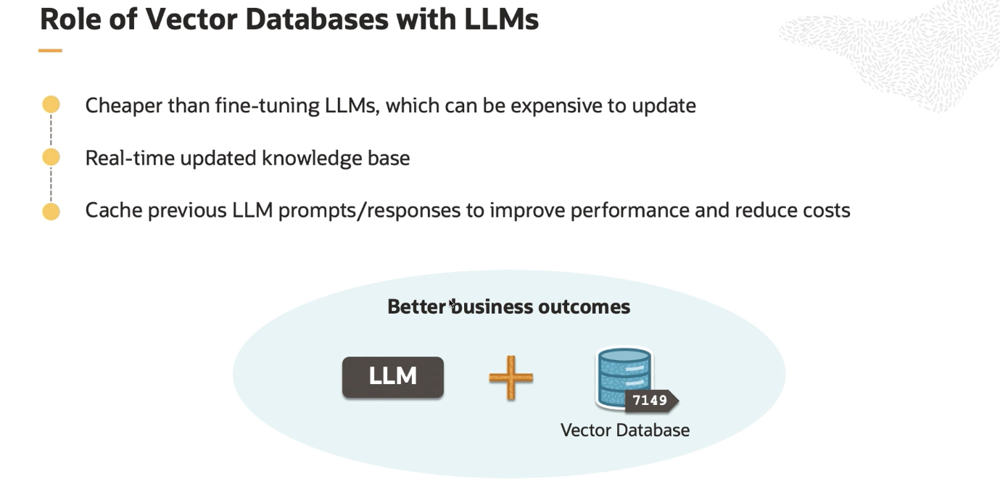 Role of Vector Databases with LLMs
Cheaper than fine-tuning LLMs, which can be expensive to update
Real-time updated knowledge base
Cache previous LLM prompts/responses to improve performance and reduce costs
Better business outcomes
LLM
7149
Vector Database